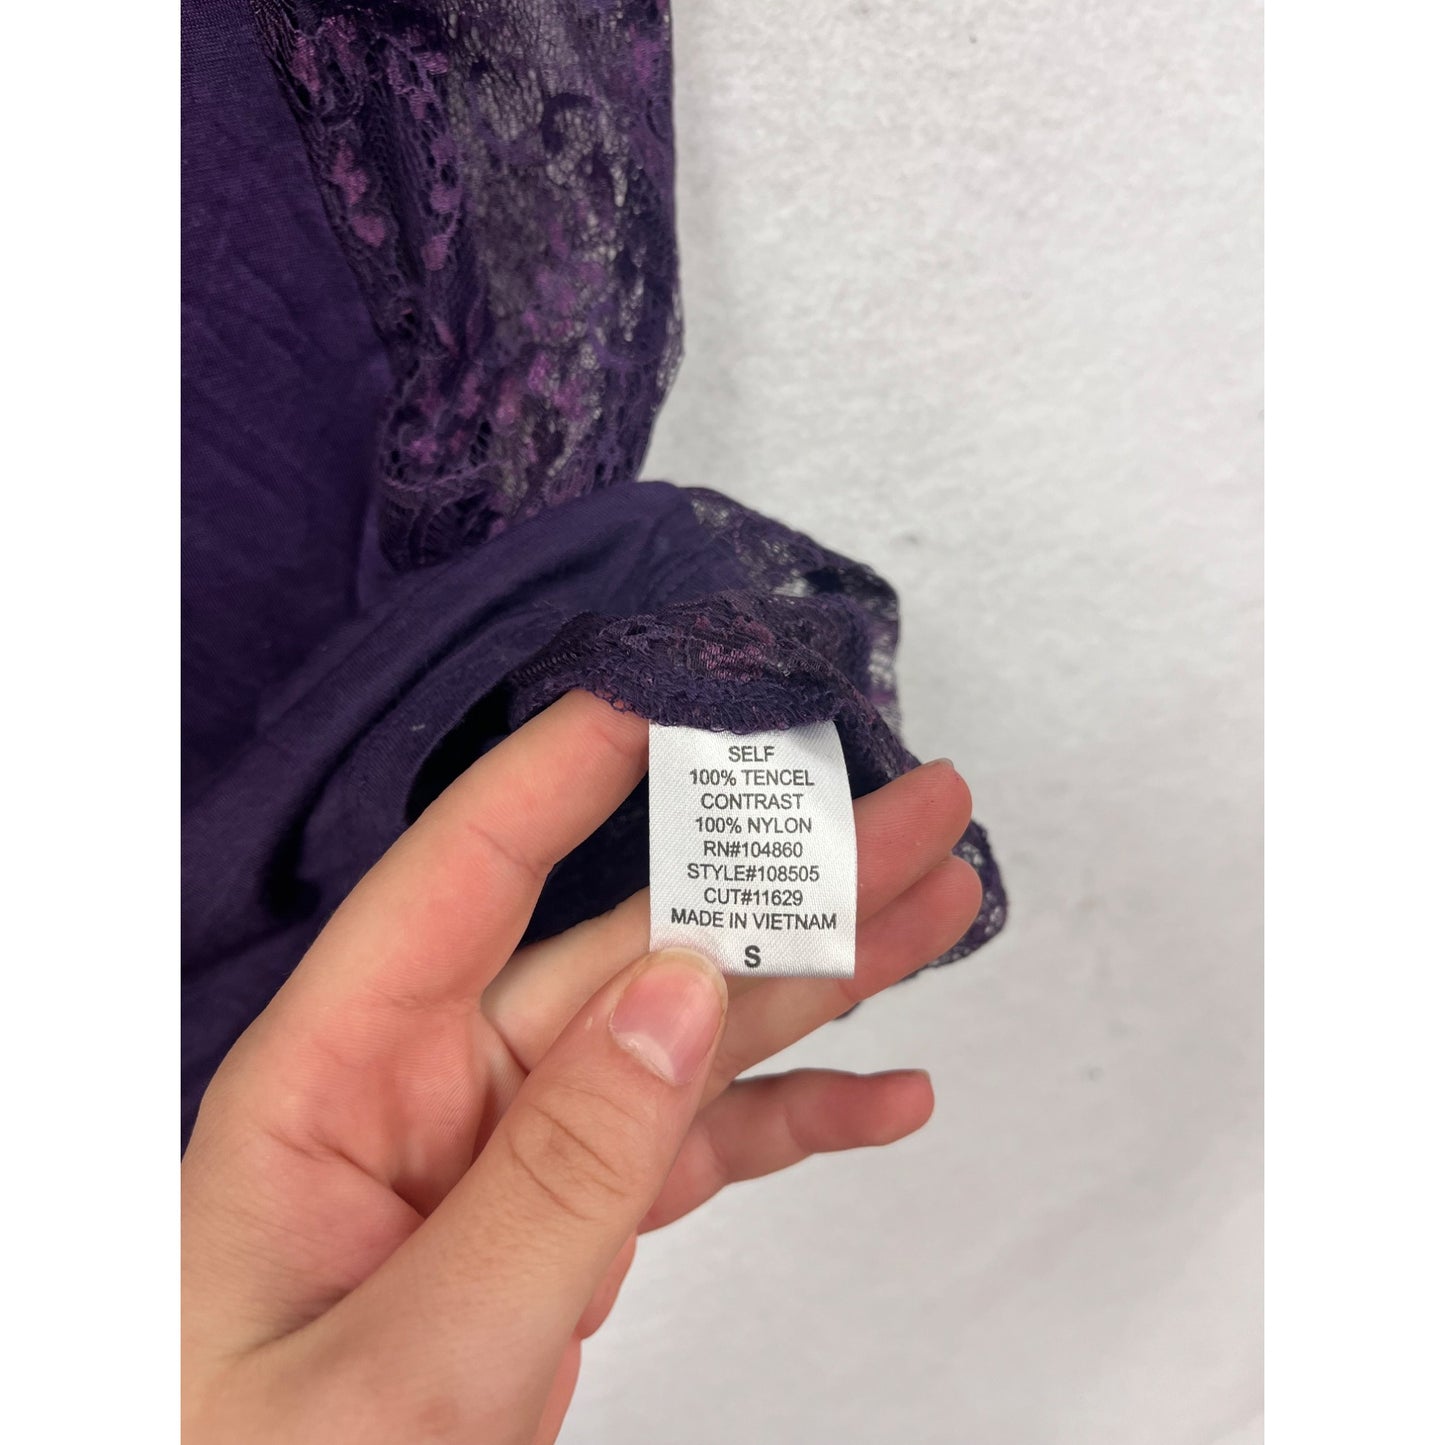 SELF
100% TENCEL
CONTRAST
100% NYLON
RN#104860
STYLE#108505
CUT#11629
MADE IN VIETNAM
S